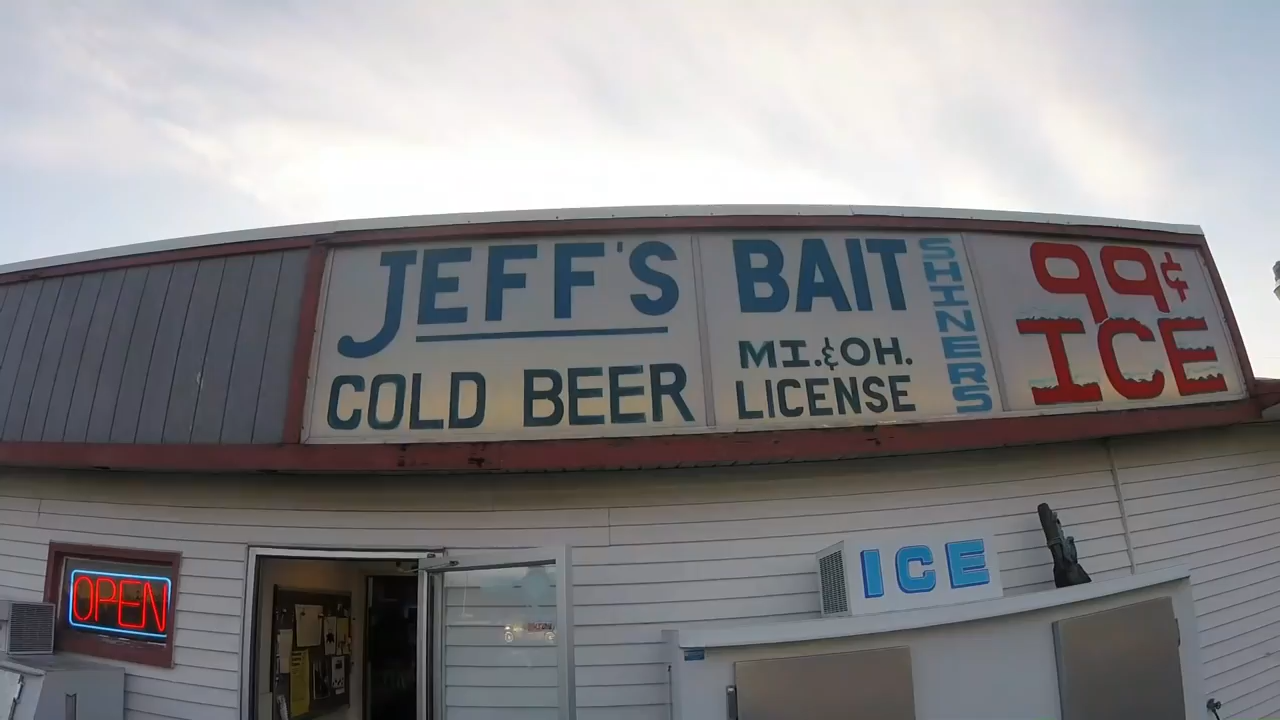 JEFF'S
COLD BEER
BAIT
MI.&OH.
LICENSE
SHINERS
99¢
ICE
OPEN
ICE